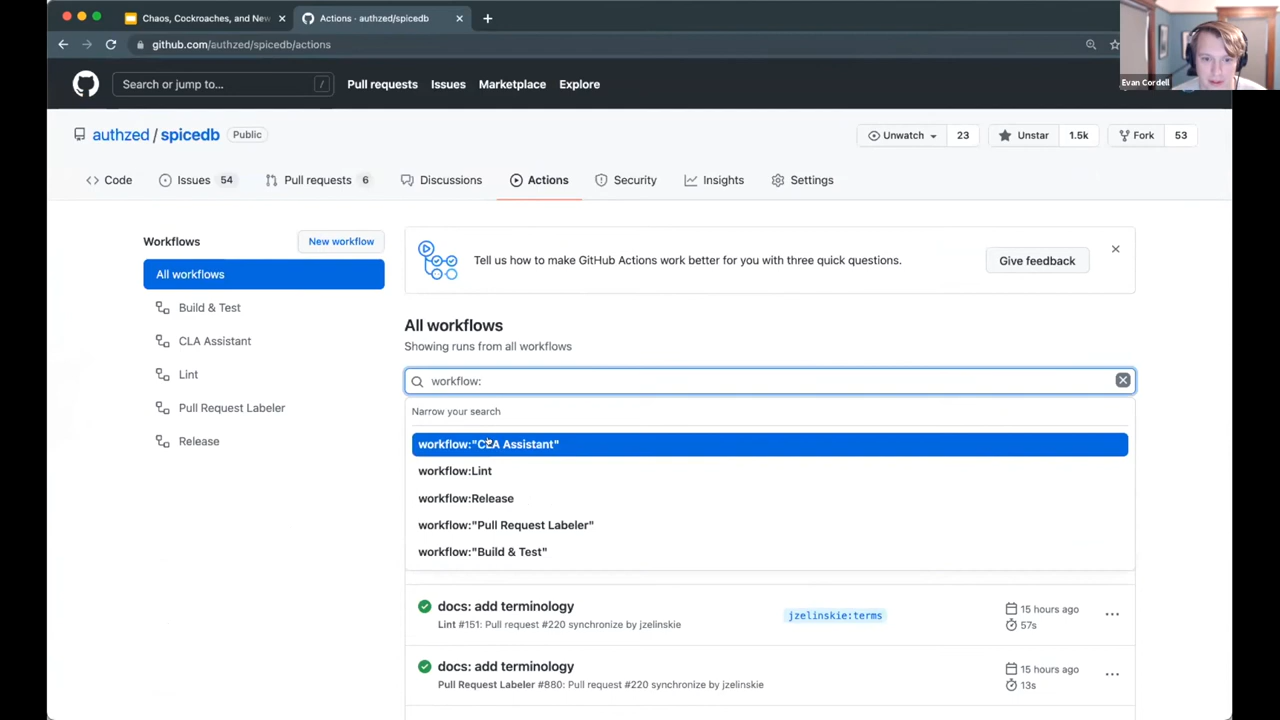 Chaos, Cockroaches, and New
Actions · authzed/spicedb
github.com/authzed/spicedb/actions
Evan Cordell
Search or jump to...
/
Pull requests
Issues
Marketplace
Explore
authzed / spicedb
Public
Unwatch
23
Unstar
1.5k
Fork
53
Code
Issues 54
Pull requests 6
Discussions
Actions
Security
Insights
Settings
Workflows
New workflow
All workflows
Build & Test
CLA Assistant
Lint
Pull Request Labeler
Release
Tell us how to make GitHub Actions work better for you with three quick questions.
Give feedback
All workflows
Showing runs from all workflows
workflow:
Narrow your search
workflow:"CLA Assistant"
workflow:Lint
workflow:Release
workflow:"Pull Request Labeler"
workflow:"Build & Test"
docs: add terminology
Lint #151: Pull request #220 synchronize by jzelinskie
jzelinskie:terms
15 hours ago
57s
docs: add terminology
Pull Request Labeler #880: Pull request #220 synchronize by jzelinskie
15 hours ago
13s